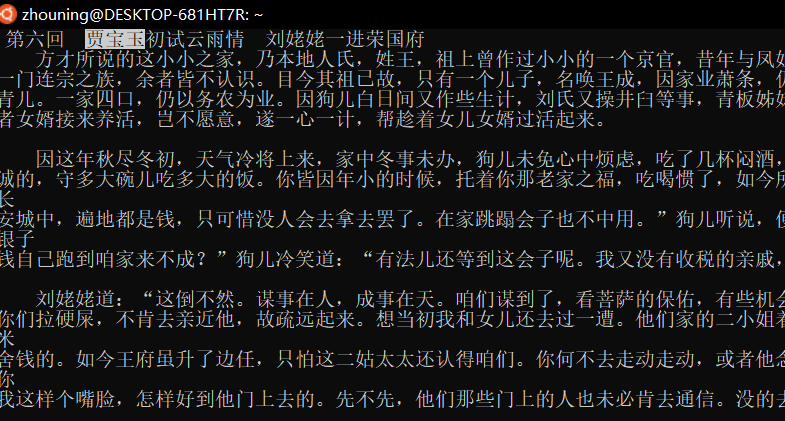 zhouning@DESKTOP-681HT7R: ~
第六回 贾宝玉初试云雨情 刘姥姥一进荣国府
方才所说的这小小之家，乃本地人氏，姓王，祖上曾作过小小的一个京官，昔年与凤
一门连宗之族，余者皆不认识。目今其祖已故，只有一个儿子，名唤王成，因家业萧条，
青儿。一家四口，仍以务农为业。因狗儿白日间又作些生计，刘氏又操井臼等事，青板姊
者女婿接来养活，岂不愿意，遂一心一计，帮趁着女儿女婿过活起来。
因这年秋尽冬初，天气冷将上来，家中冬事未办，狗儿未免心中烦虑，吃了几杯闷酒，
诚的，守多大碗儿吃多大的饭。你皆因年小的时候，托着你那老家之福，吃喝惯了，如今所
长
安城中，遍地都是钱，只可惜没人会去拿去罢了。在家跳蹋会子也不中用。”狗儿听说，便
银子
钱自己跑到咱家来不成？”狗儿冷笑道：“有法儿还等到这会子呢。我又没有收税的亲戚，
刘姥姥道：“这倒不然。谋事在人，成事在天。咱们谋到了，看菩萨的保佑，有些机会
你们拉硬屎，不肯去亲近他，故疏远起来。想当初我和女儿还去过一遭。他们家的二小姐着
米
舍钱的。如今王府虽升了边任，只怕这二姑太太还认得咱们。你何不去走动走动，或者他念
你
我这样个嘴脸，怎样好到他门上去的。先不先，他们那些门上的人也未必肯去通信。没的去